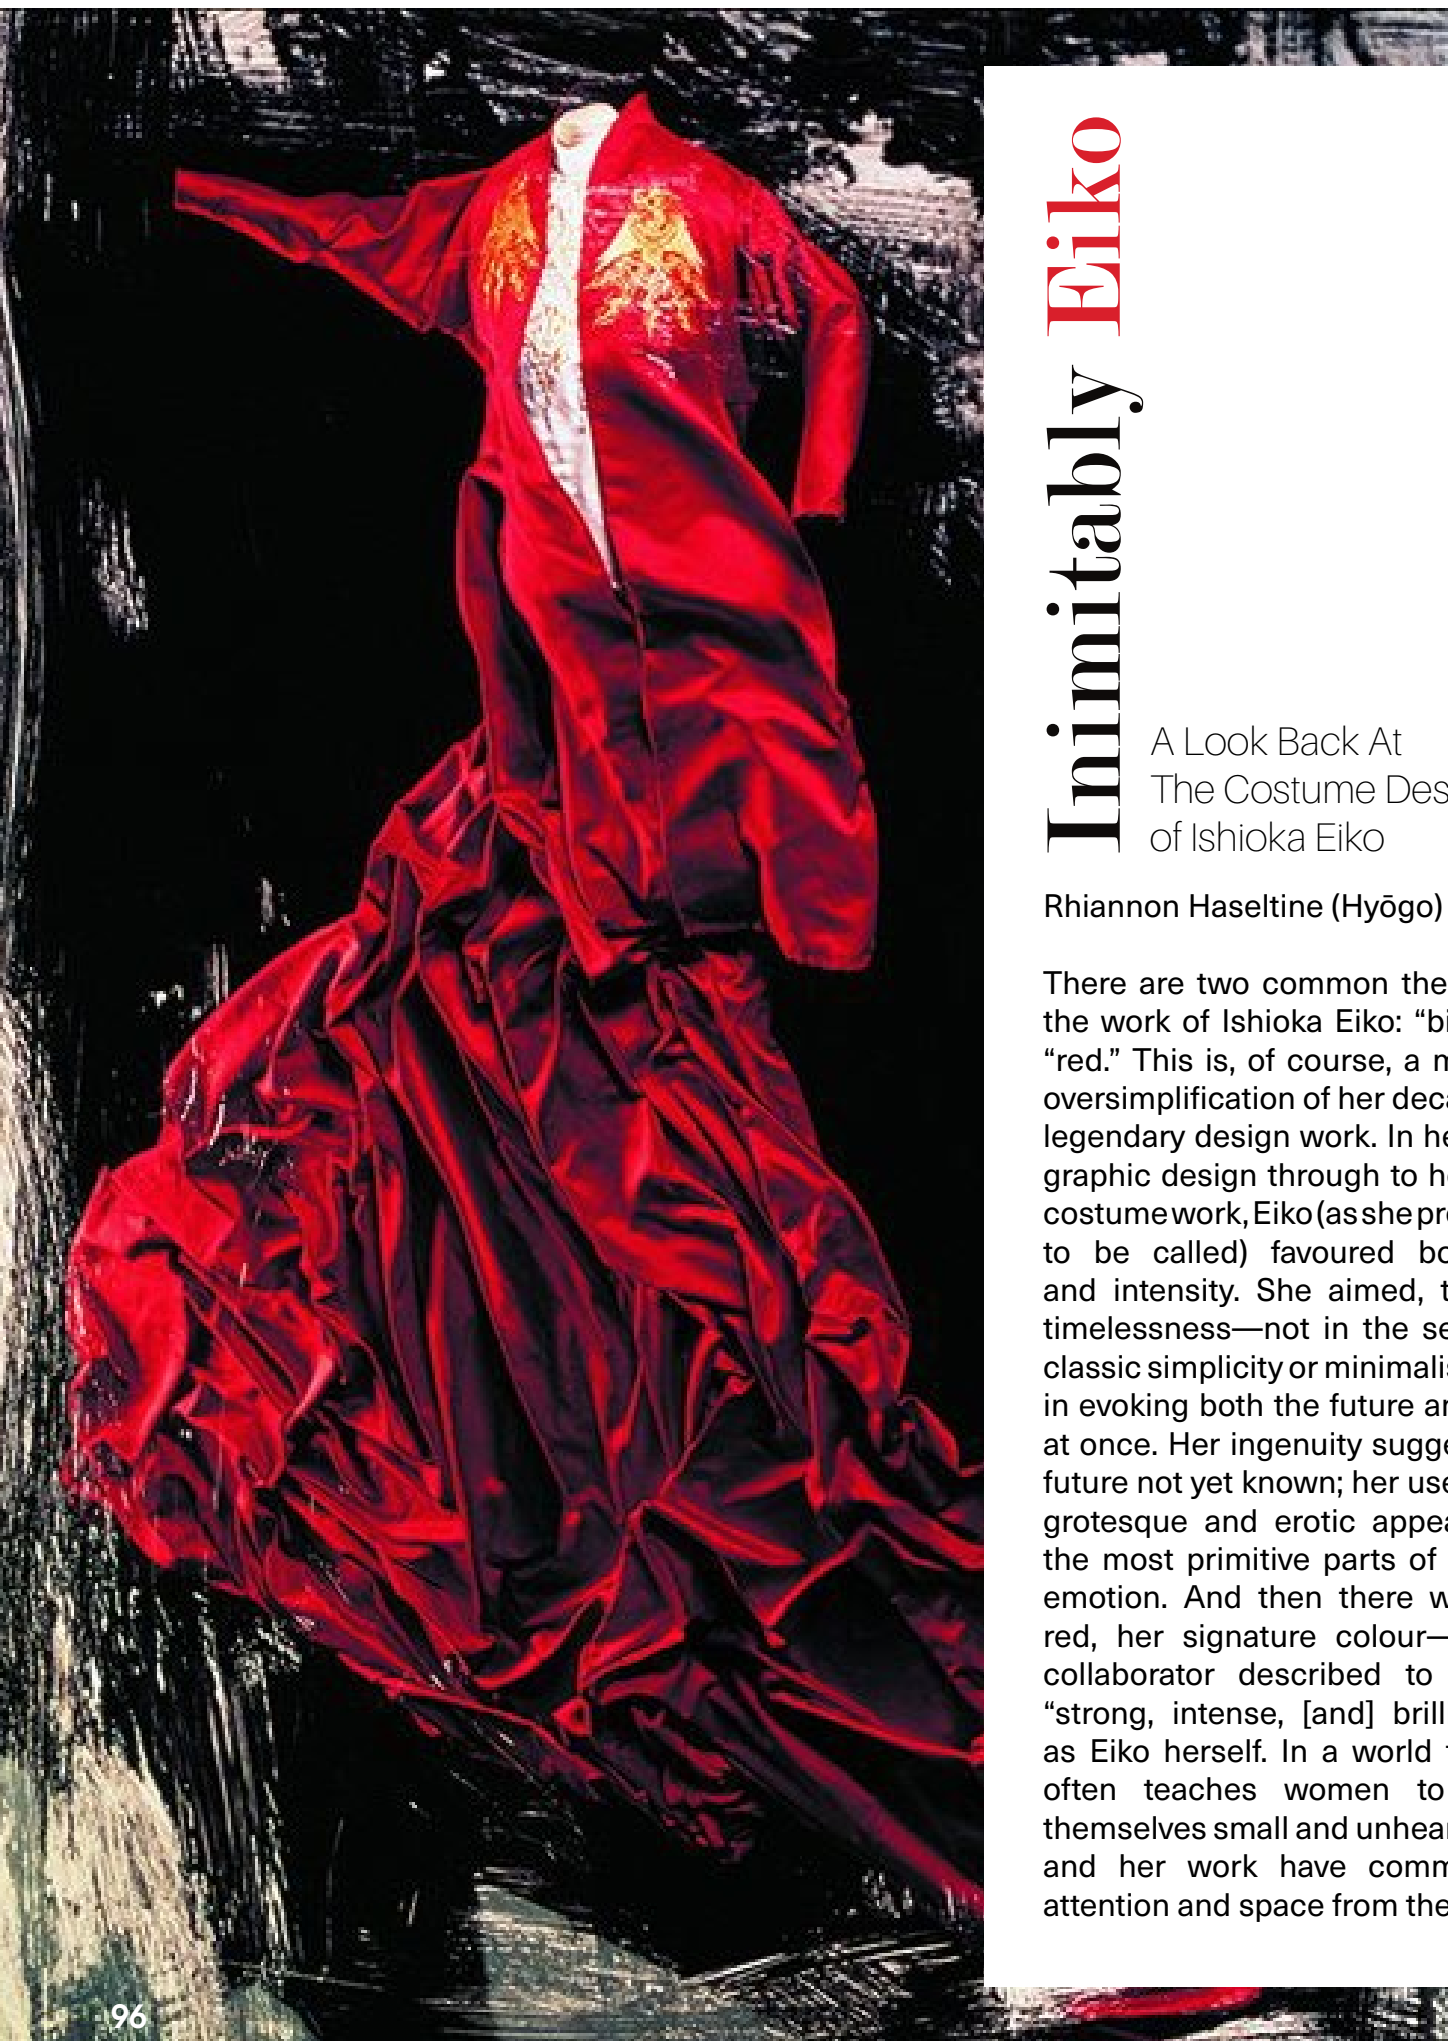 Inimitably Eiko
A Look Back At
The Costume Des
of Ishioka Eiko
Rhiannon Haseltine (Hyōgo)
There are two common the
the work of Ishioka Eiko: “bi
“red.” This is, of course, a m
oversimplification of her deca
legendary design work. In he
graphic design through to he
costume work, Eiko (as she pre
to be called) favoured bo
and intensity. She aimed, t
timelessness—not in the se
classic simplicity or minimalis
in evoking both the future an
at once. Her ingenuity sugge
future not yet known; her use
grotesque and erotic appea
the most primitive parts of
emotion. And then there w
red, her signature colour—
collaborator described to
“strong, intense, [and] brill
as Eiko herself. In a world t
often teaches women to
themselves small and unhear
and her work have comm
attention and space from the
96